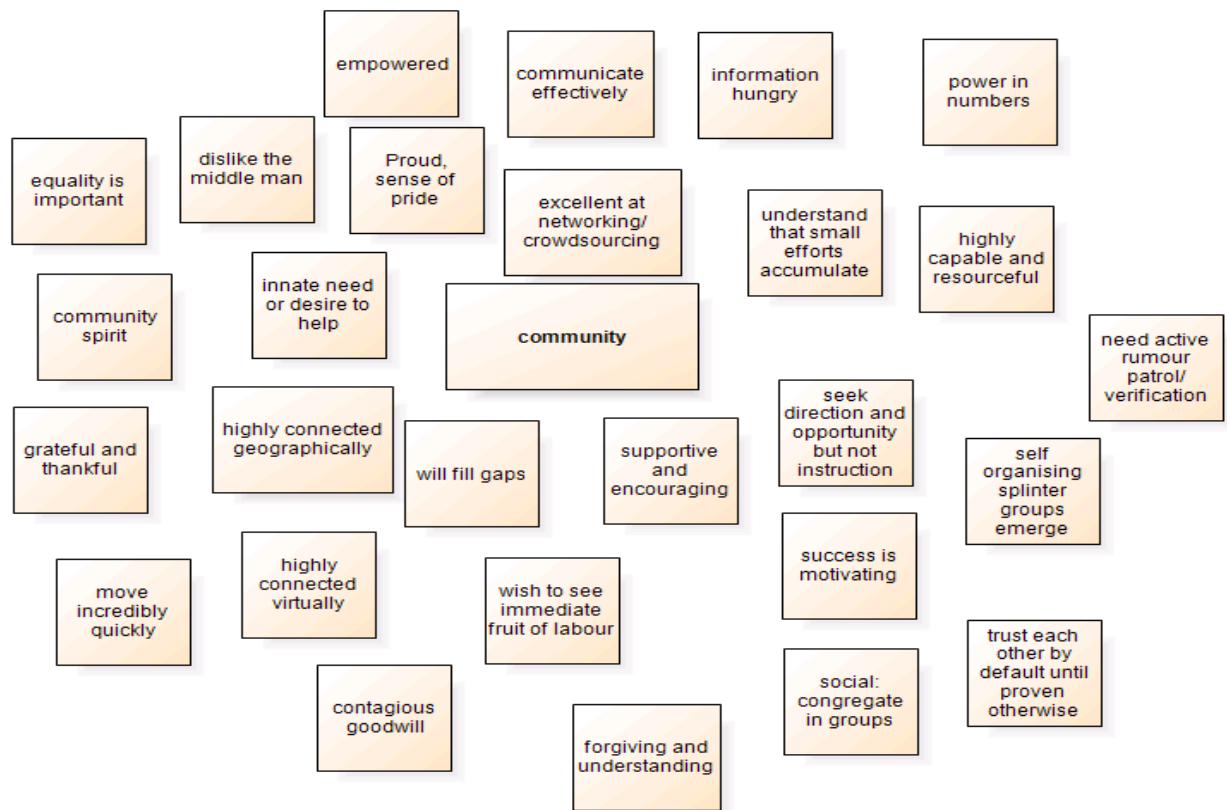 empowered
communicate
effectively
information
hungry
power in
numbers
equality is
important
dislike the
middle man
Proud,
sense of
pride
excellent at
networking/
crowdsourcing
understand
that small
efforts
accumulate
highly
capable and
resourceful
community
spirit
innate need
or desire to
help
community
need active
rumour
patrol/
verification
grateful and
thankful
highly connected
geographically
will fill gaps
supportive
and
encouraging
seek
direction and
opportunity
but not
instruction
self
organising
splinter
groups
emerge
move
incredibly
quickly
highly
connected
virtually
wish to see
immediate
fruit of labour
success is
motivating
trust each
other by
default until
proven
otherwise
contagious
goodwill
forgiving and
understanding
social:
congregate
in groups